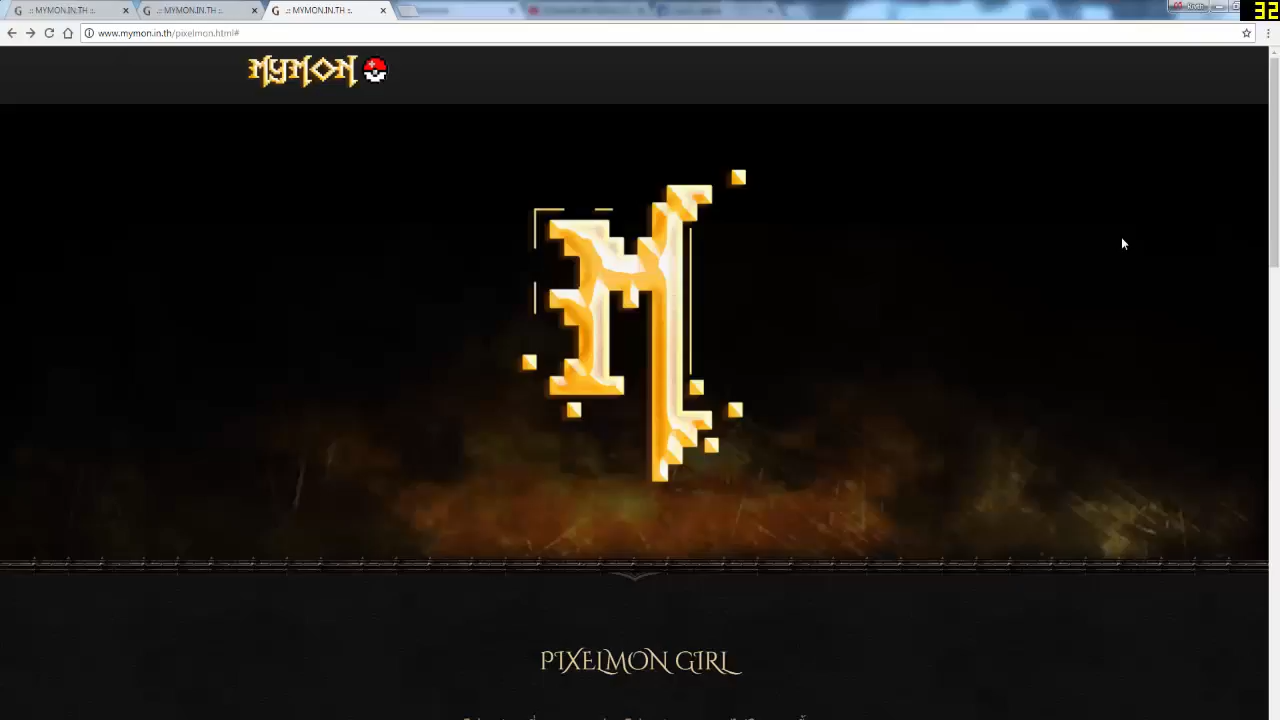 .:: MYMON.IN.TH ::.
.:: MYMON.IN.TH ::.
.:: MYMON.IN.TH ::.
32
www.mymon.in.th/pixelmon.html#
MYMON
M
PIXELMON GIRL